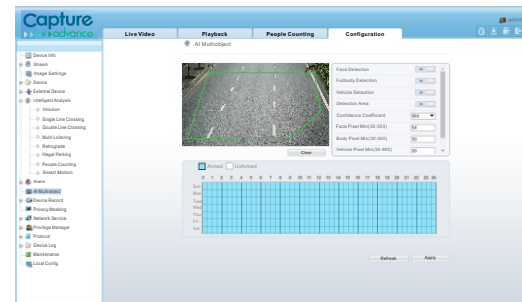 Capture
advance
admin
Live Video
Playback
People Counting
Configuration
AI Multiobject
Device Info
Stream
Image Settings
Device
External Device
Intelligent Analysis
Intrusion
Single Line Crossing
Double Line Crossing
Multi-Loitering
Retrograde
Illegal Parking
People Counting
Smart Motion
Alarm
AI Multiobject
Device Record
Privacy Masking
Network Service
Privilege Manager
Protocol
Device Log
Maintenance
Local Config
Face Detection
Fullbody Detection
Vehicle Detection
Detection Area
Confidence Coefficient
Mid
Face Pixel Min(30-300)
54
Body Pixel Min(30-300)
50
Vehicle Pixel Min(30-300)
50
Clear
Armed
UnArmed
0 1 2 3 4 5 6 7 8 9 10 11 12 13 14 15 16 17 18 19 20 21 22 23 24
Sun
Mon
Tues
Wed
Thur
Fri
Sat
Refresh
Apply